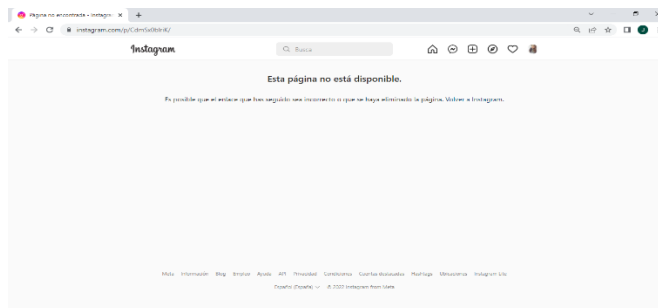 Página no encontrada - Instagra
instagram.com/p/
Instagram
Busca
Esta página no está disponible.
Es posible que el enlace que has seguido sea incorrecto o que se haya eliminado la página. Volver a Instagram.
Meta Información Blog Empleo Ayuda API Privacidad Condiciones Cuentas destacadas Hashtags Ubicaciones Instagram Lite
Español (España) © 2022 Instagram from Meta